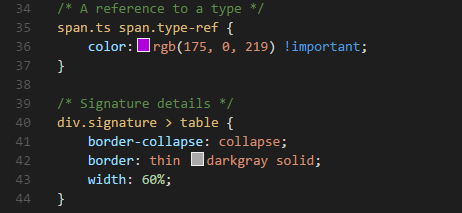 34 /* A reference to a type */
35 span.ts span.type-ref {
36     color: rgb(175, 0, 219) !important;
37 }
38
39 /* Signature details */
40 div.signature > table {
41     border-collapse: collapse;
42     border: thin darkgray solid;
43     width: 60%;
44 }